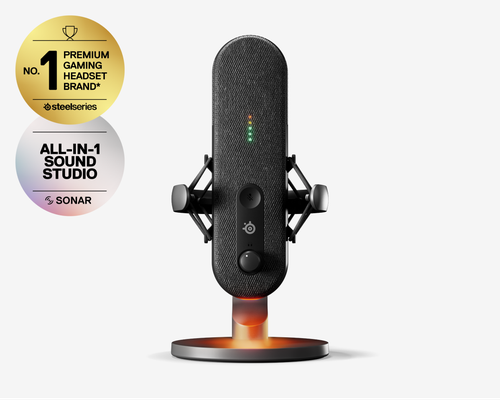 NO. 1 PREMIUM
GAMING
HEADSET
BRAND*
steelseries
ALL-IN-1
SOUND
STUDIO
SONAR